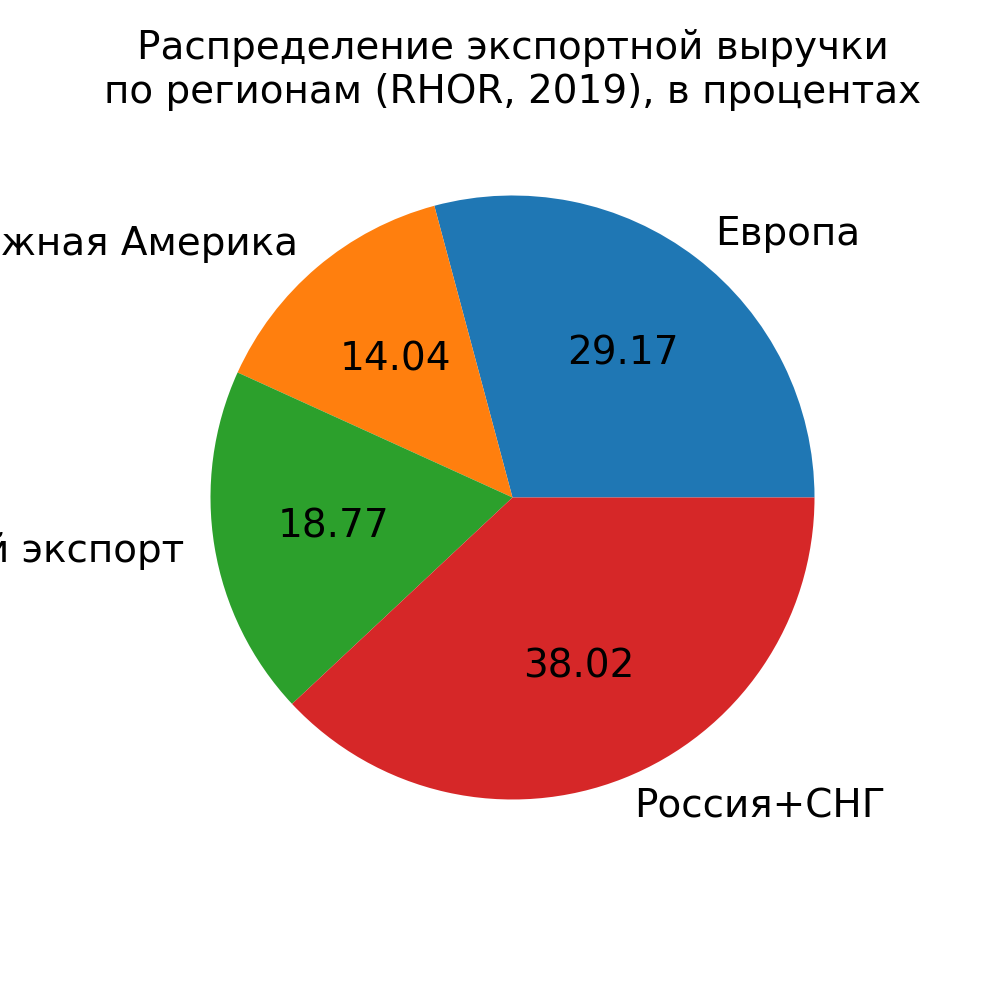 Распределение экспортной выручки
по регионам (RHOR, 2019), в процентах
жная Америка
Европа
14.04
29.17
18.77
й экспорт
38.02
Россия+СНГ